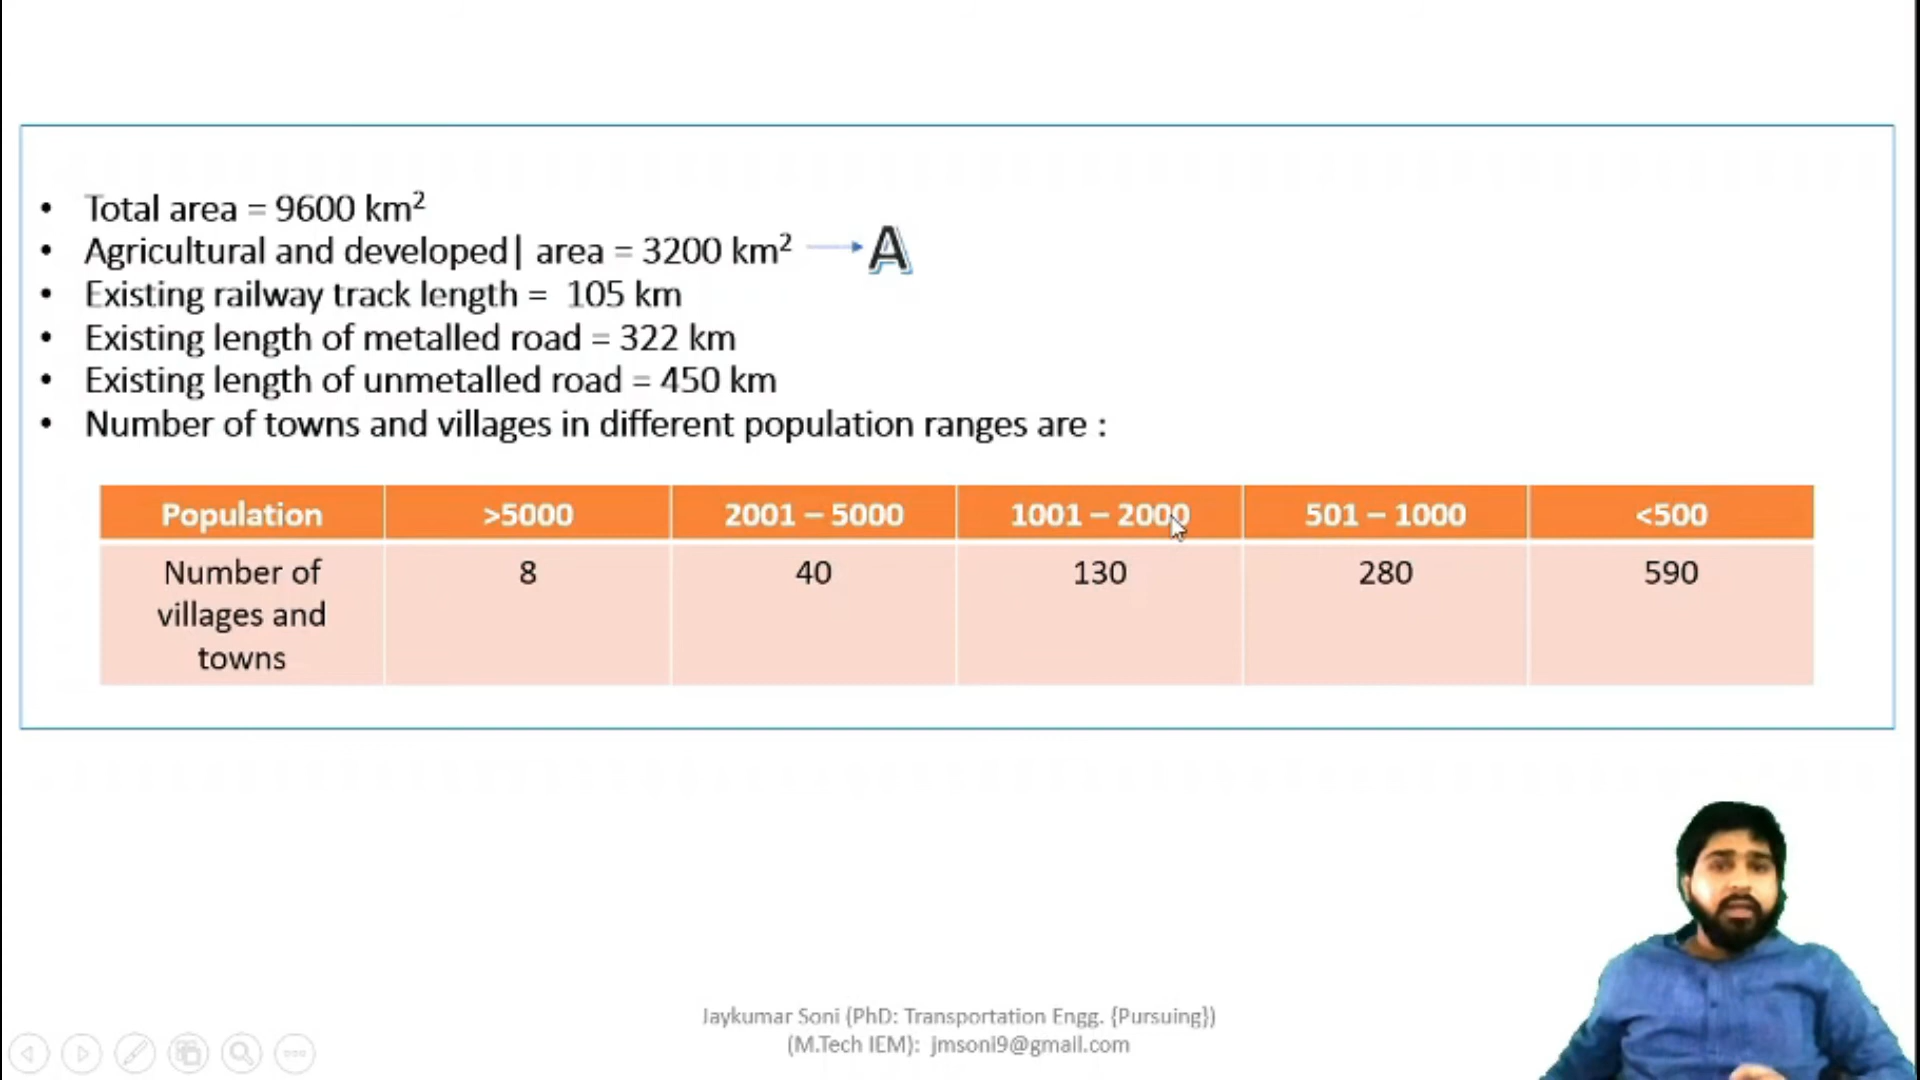 • Total area = 9600 km²
• Agricultural and developed| area = 3200 km² → A
• Existing railway track length = 105 km
• Existing length of metalled road = 322 km
• Existing length of unmetalled road = 450 km
• Number of towns and villages in different population ranges are :
Population >5000 2001 – 5000 1001 – 2000 501 – 1000 <500
Number of 8 40 130 280 590
villages and
towns
Jaykumar Soni (PhD: Transportation Engg. {Pursuing})
(M.Tech IEM): jmsoni9@gmail.com